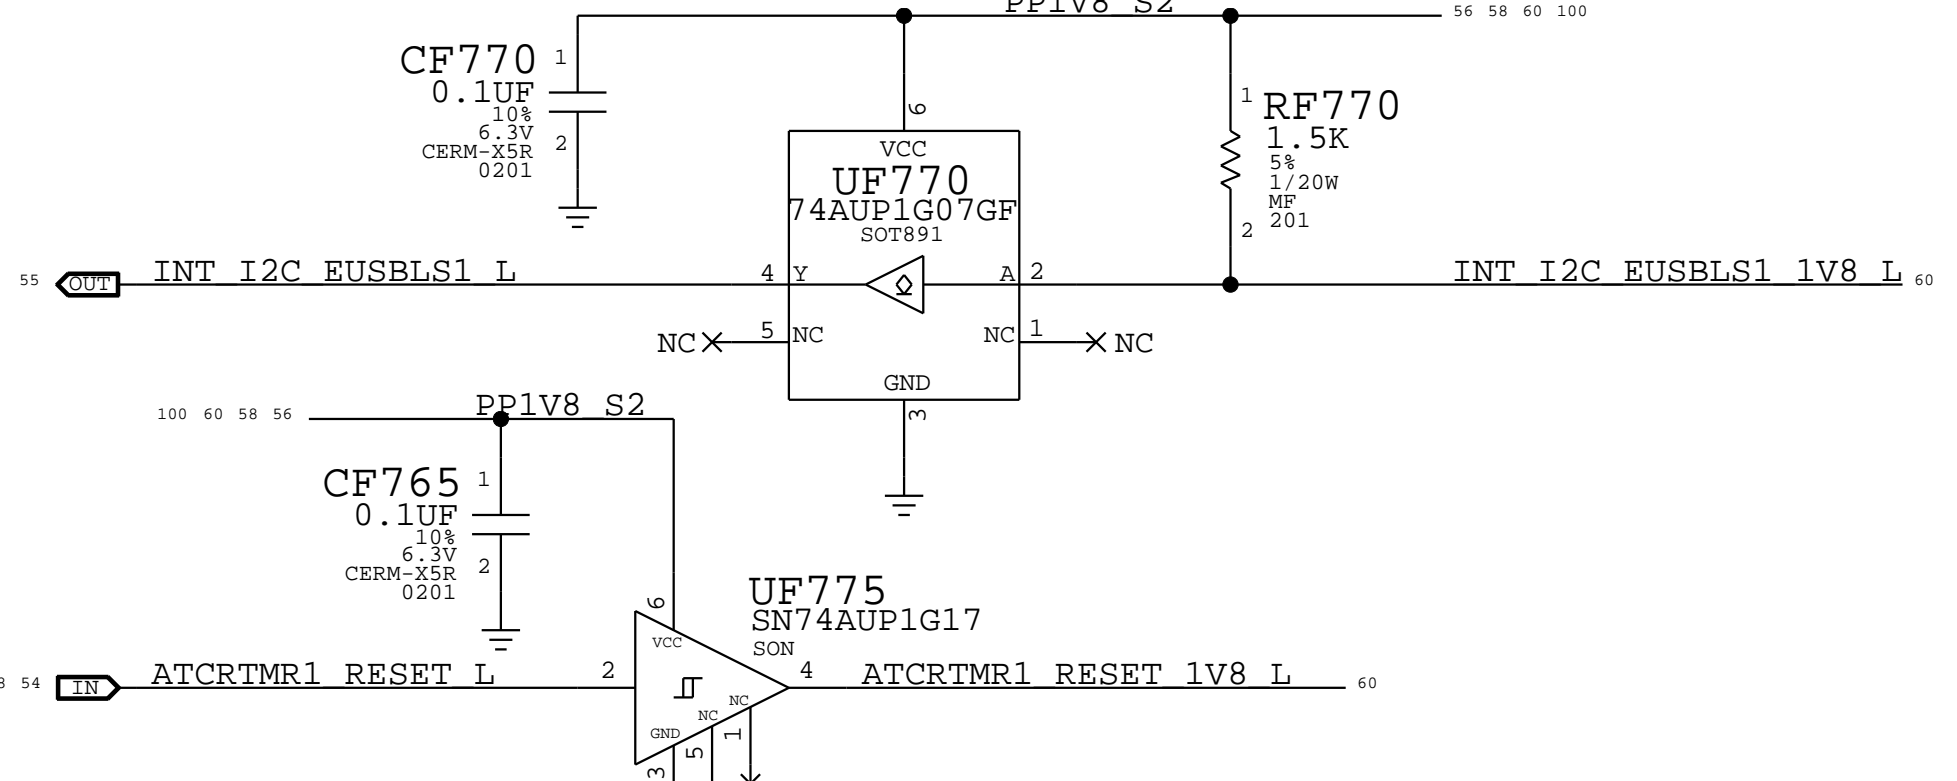 PP1V8_S2
56 58 60 100
CF770
1
0.1UF
10%
6.3V
CERM-X5R
0201
2
6
VCC
UF770
74AUP1G07GF
SOT891
1
RF770
1.5K
5%
1/20W
MF
201
2
55
OUT
INT_I2C_EUSBLS1_L
4
Y
A
2
INT_I2C_EUSBLS1_1V8_L
60
NC
5
NC
NC
1
NC
GND
3
100 60 58 56
PP1V8_S2
CF765
1
0.1UF
10%
6.3V
CERM-X5R
0201
2
6
VCC
UF775
SN74AUP1G17
SON
54
IN
ATCRTMR1_RESET_L
2
4
ATCRTMR1_RESET_1V8_L
60
NC
NC
GND
1
5
3